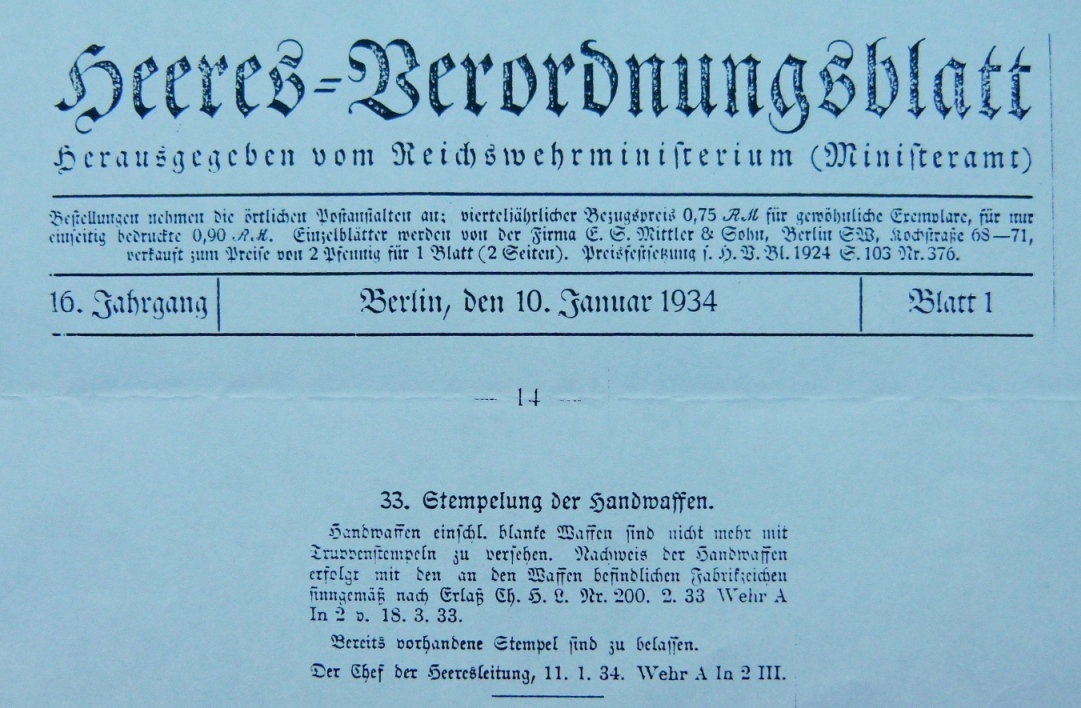 Heeres=Verordnungsblatt
Herausgegeben vom Reichswehrministerium (Ministeramt)
Bestellungen nehmen die örtlichen Postanstalten an; vierteljährlicher Bezugspreis 0,75 RM für gewöhnliche Exemplare, für nur
einseitig bedruckte 0,90 RM. Einzelblätter werden von der Firma E. S. Mittler & Sohn, Berlin SW, Kochstraße 68—71,
verkauft zum Preise von 2 Pfennig für 1 Blatt (2 Seiten). Preisfestsetzung s. H. V. Bl. 1924 S. 103 Nr. 376.
16. Jahrgang Berlin, den 10. Januar 1934 Blatt 1
— 14 —
33. Stempelung der Handwaffen.
Handwaffen einschl. blanke Waffen sind nicht mehr mit
Truppenstempeln zu versehen. Nachweis der Handwaffen
erfolgt mit den an den Waffen befindlichen Fabrikzeichen
sinngemäß nach Erlaß Ch. H. L. Nr. 200. 2. 33 Wehr A
In 2 v. 18. 3. 33.
Bereits vorhandene Stempel sind zu belassen.
Der Chef der Heeresleitung, 11. 1. 34. Wehr A In 2 III.